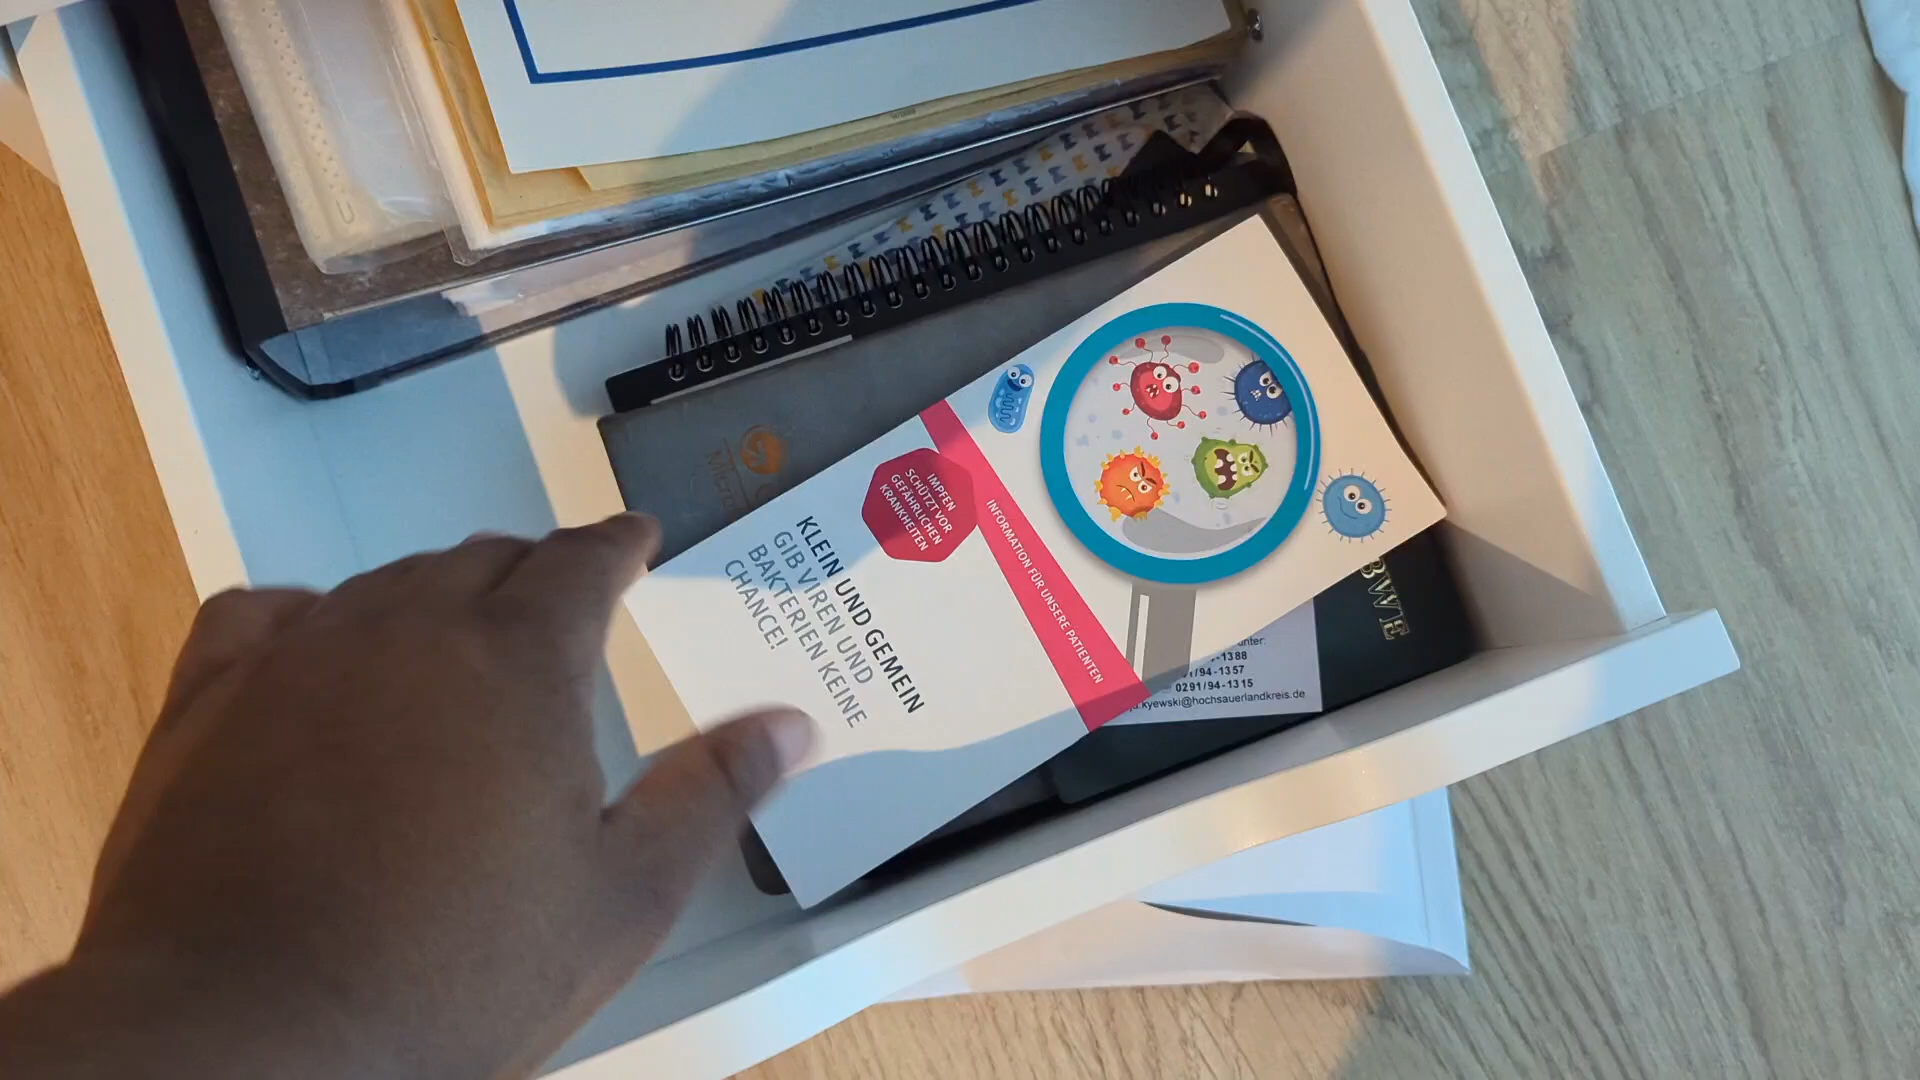 IMPFEN
SCHÜTZT VOR
GEFÄHRLICHEN
KRANKHEITEN
INFORMATION FÜR UNSERE PATIENTEN
KLEIN UND GEMEIN
GIB VIREN UND
BAKTERIEN KEINE
CHANCE!
-1388
/94-1357
0291/94-1315
kyewski@hochsauerlandkreis.de